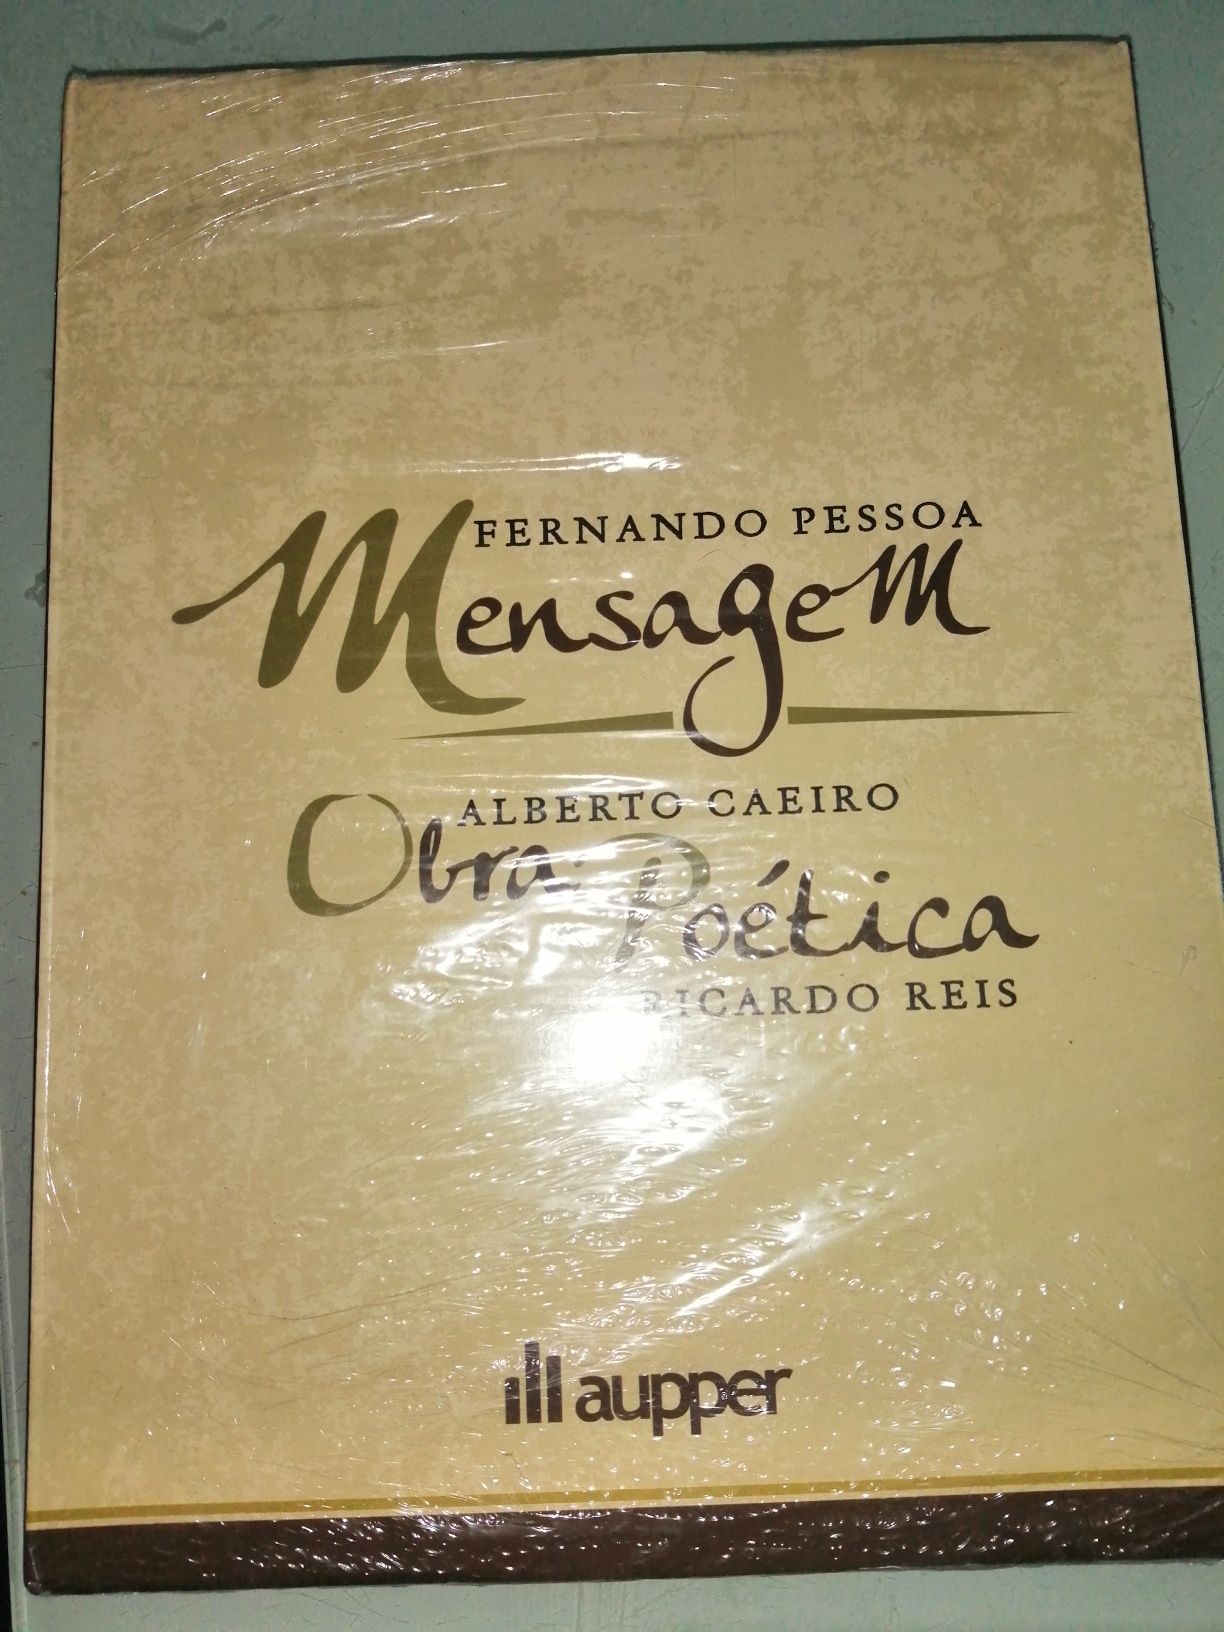 FERNANDO PESSOA
Mensagem
ALBERTO CAEIRO
Obra Poética
RICARDO REIS
aupper